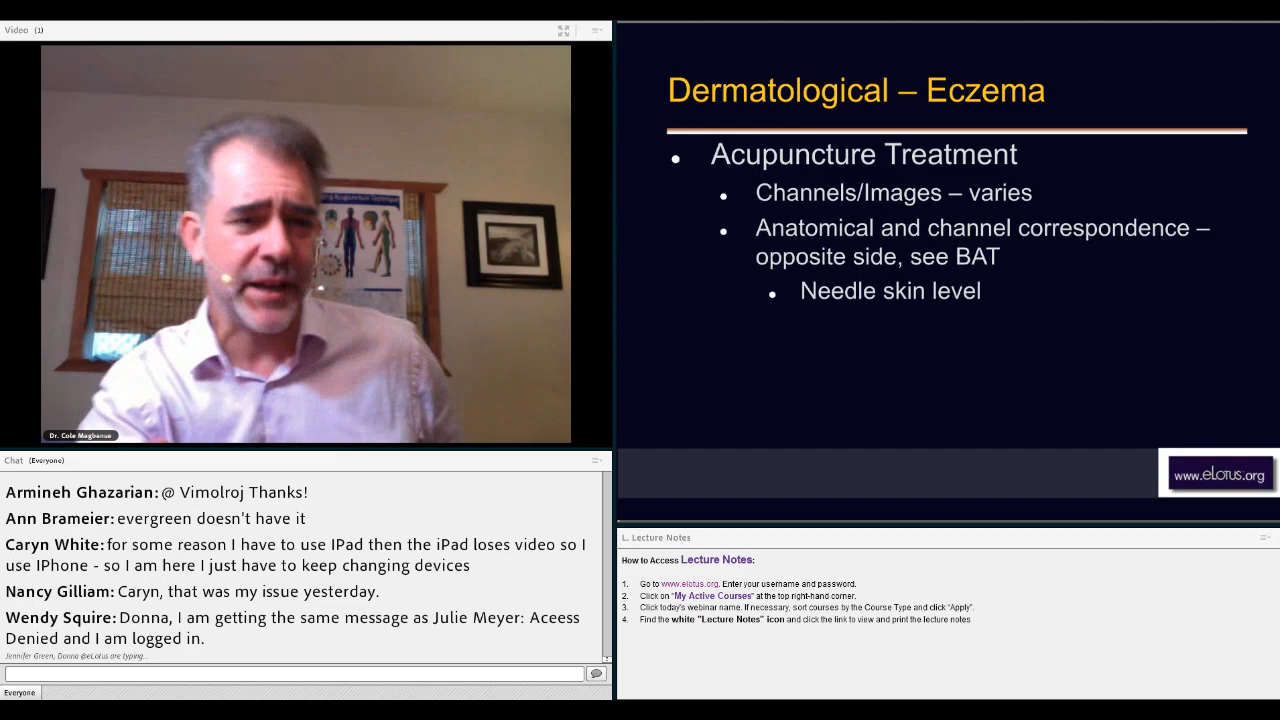 Video (1)
Dr. Cole Magbanua
Dermatological – Eczema
Acupuncture Treatment
Channels/Images – varies
Anatomical and channel correspondence –
opposite side, see BAT
Needle skin level
www.eLotus.org
Chat (Everyone)
Armineh Ghazarian: @ Vimolroj Thanks!
Ann Brameier: evergreen doesn't have it
Caryn White: for some reason I have to use IPad then the iPad loses video so I
use IPhone - so I am here I just have to keep changing devices
Nancy Gilliam: Caryn, that was my issue yesterday.
Wendy Squire: Donna, I am getting the same message as Julie Meyer: Aceess
Denied and I am logged in.
Jennifer Green, Donna @eLotus are typing...
Everyone
L. Lecture Notes
How to Access Lecture Notes:
1. Go to www.elotus.org. Enter your username and password.
2. Click on "My Active Courses" at the top right-hand corner.
3. Click today's webinar name. If necessary, sort courses by the Course Type and click "Apply".
4. Find the white "Lecture Notes" icon and click the link to view and print the lecture notes